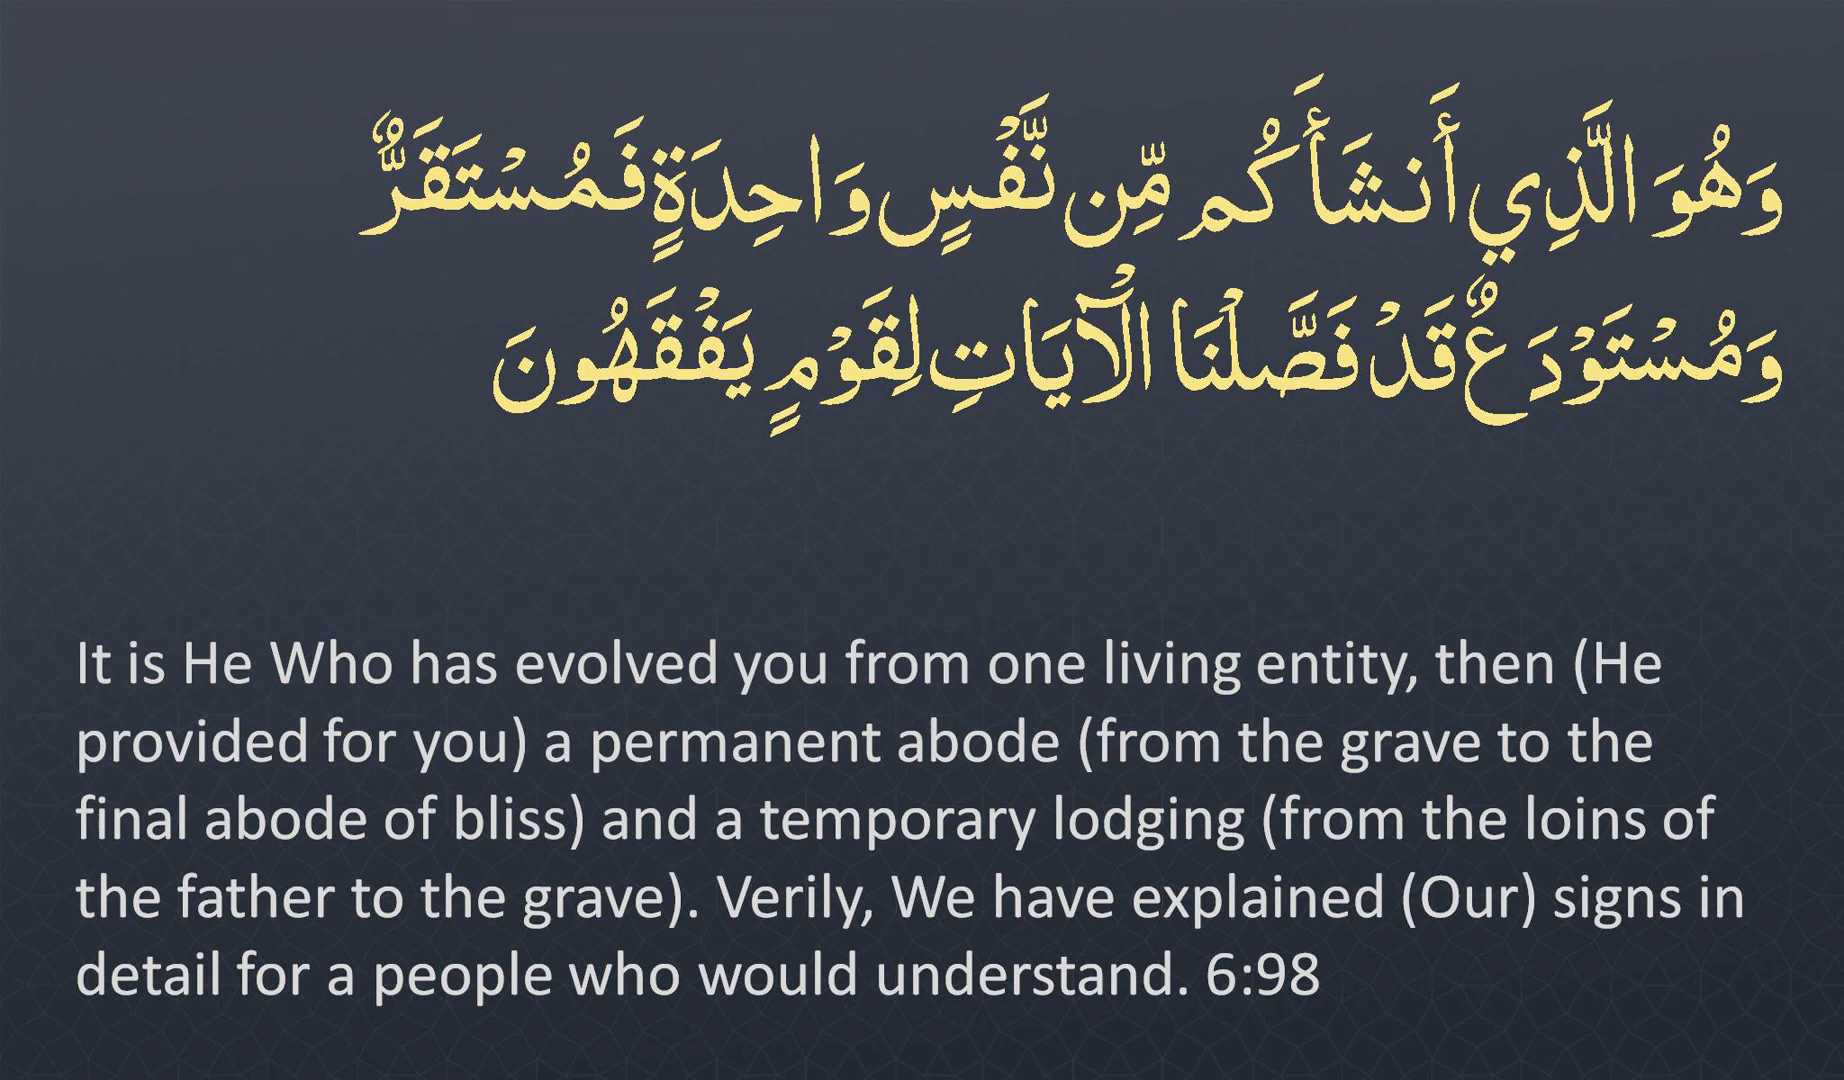 وَهُوَ الَّذِي أَنشَأَكُم مِّن نَّفْسٍ وَاحِدَةٍ فَمُسْتَقَرٌّ
وَمُسْتَوْدَعٌ قَدْ فَصَّلْنَا الْآيَاتِ لِقَوْمٍ يَفْقَهُونَ
It is He Who has evolved you from one living entity, then (He
provided for you) a permanent abode (from the grave to the
final abode of bliss) and a temporary lodging (from the loins of
the father to the grave). Verily, We have explained (Our) signs in
detail for a people who would understand. 6:98